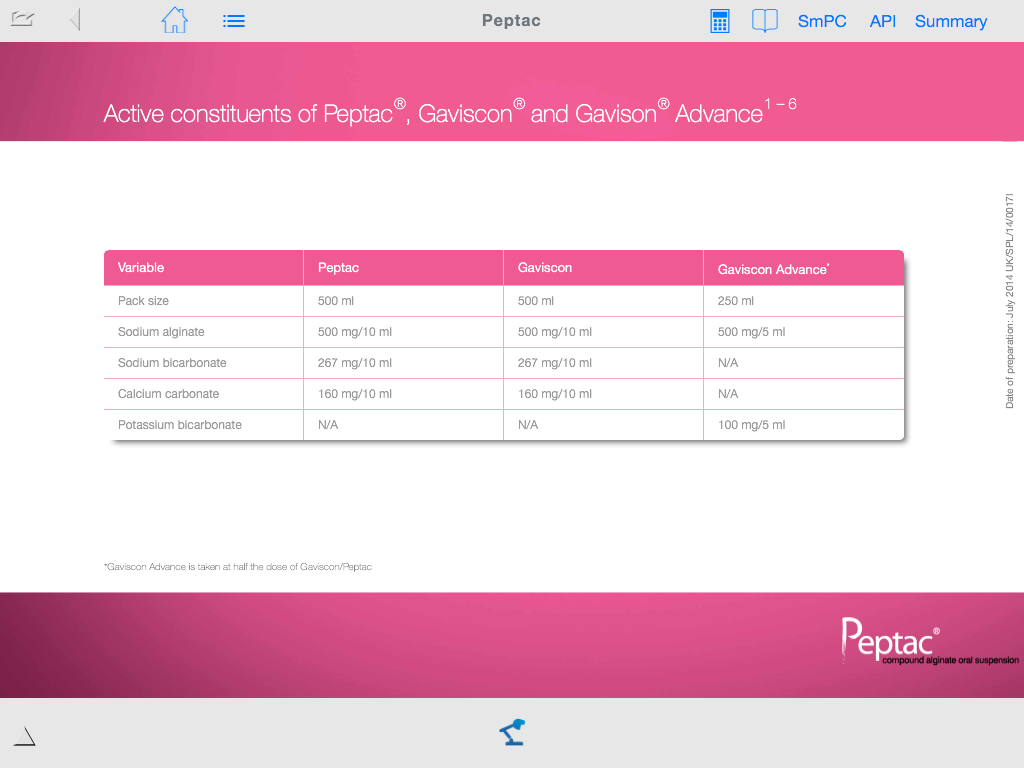 Peptac
SmPC API Summary
Active constituents of Peptac®, Gaviscon® and Gavison® Advance1 – 6
Variable Peptac Gaviscon Gaviscon Advance*
Pack size 500 ml 500 ml 250 ml
Sodium alginate 500 mg/10 ml 500 mg/10 ml 500 mg/5 ml
Sodium bicarbonate 267 mg/10 ml 267 mg/10 ml N/A
Calcium carbonate 160 mg/10 ml 160 mg/10 ml N/A
Potassium bicarbonate N/A N/A 100 mg/5 ml
*Gaviscon Advance is taken at half the dose of Gaviscon/Peptac
Date of preparation: July 2014 UK/SPL/14/0017l
Peptac®
compound alginate oral suspension